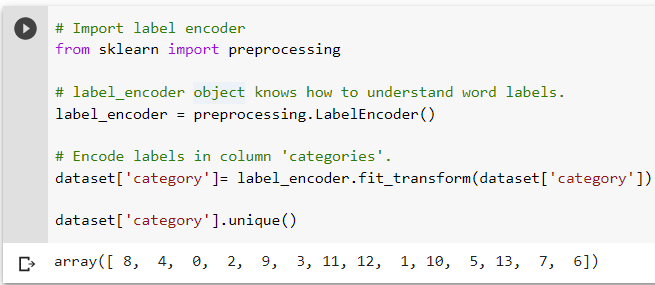 # Import label encoder
from sklearn import preprocessing
# label_encoder object knows how to understand word labels.
label_encoder = preprocessing.LabelEncoder()
# Encode labels in column 'categories'.
dataset['category']= label_encoder.fit_transform(dataset['category'])
dataset['category'].unique()
array([ 8,  4,  0,  2,  9,  3, 11, 12,  1, 10,  5, 13,  7,  6])